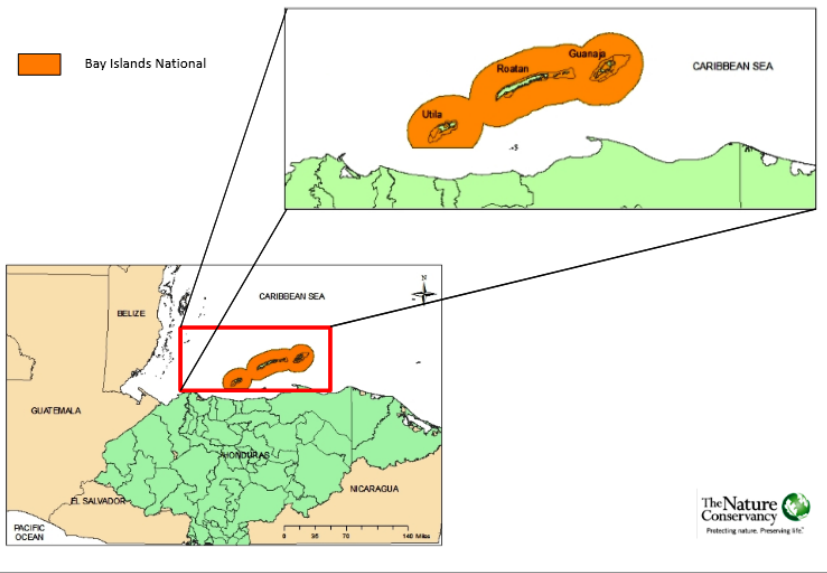 Bay Islands National
Guanaja
Roatan
CARIBBEAN SEA
Utila
CARIBBEAN SEA
N
BELIZE
GUATEMALA
HONDURAS
EL SALVADOR
NICARAGUA
PACIFIC
OCEAN
0 35 70 140 Miles
The Nature
Conservancy
Protecting nature. Preserving life.™